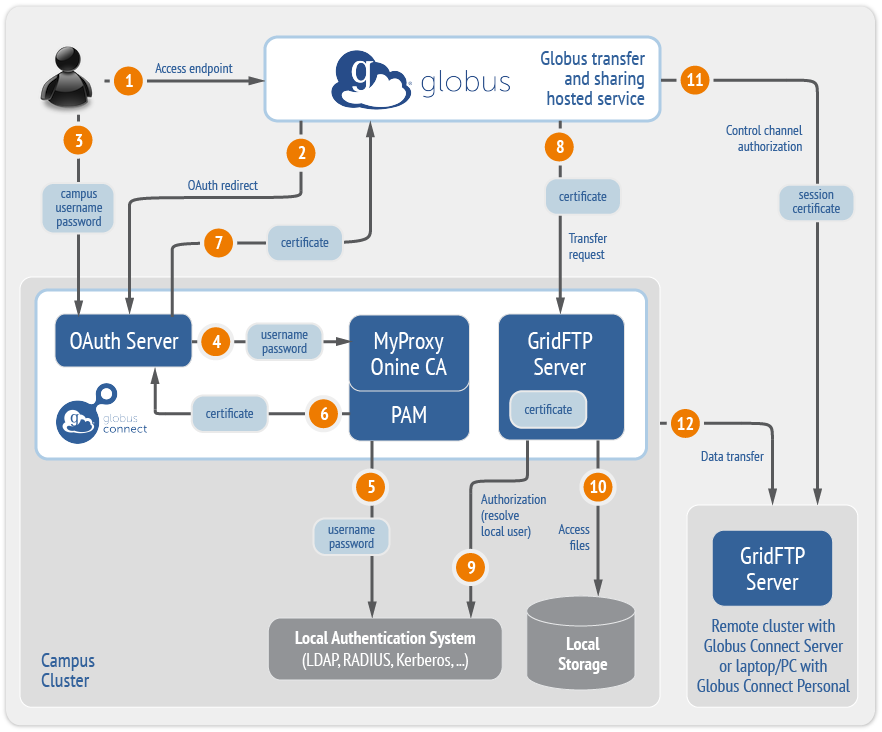 1
Access endpoint
g
globus
Globus transfer
and sharing
hosted service
11
3
2
8
Control channel
authorization
campus
username
password
OAuth redirect
certificate
session
certificate
7
certificate
Transfer
request
OAuth Server
4
username
password
MyProxy
Onine CA
GridFTP
Server
certificate
6
certificate
PAM
g
globus
connect
12
Data transfer
5
Authorization
(resolve
local user)
10
Access
files
username
password
9
GridFTP
Server
Local Authentication System
(LDAP, RADIUS, Kerberos, ...)
Local
Storage
Campus
Cluster
Remote cluster with
Globus Connect Server
or laptop/PC with
Globus Connect Personal